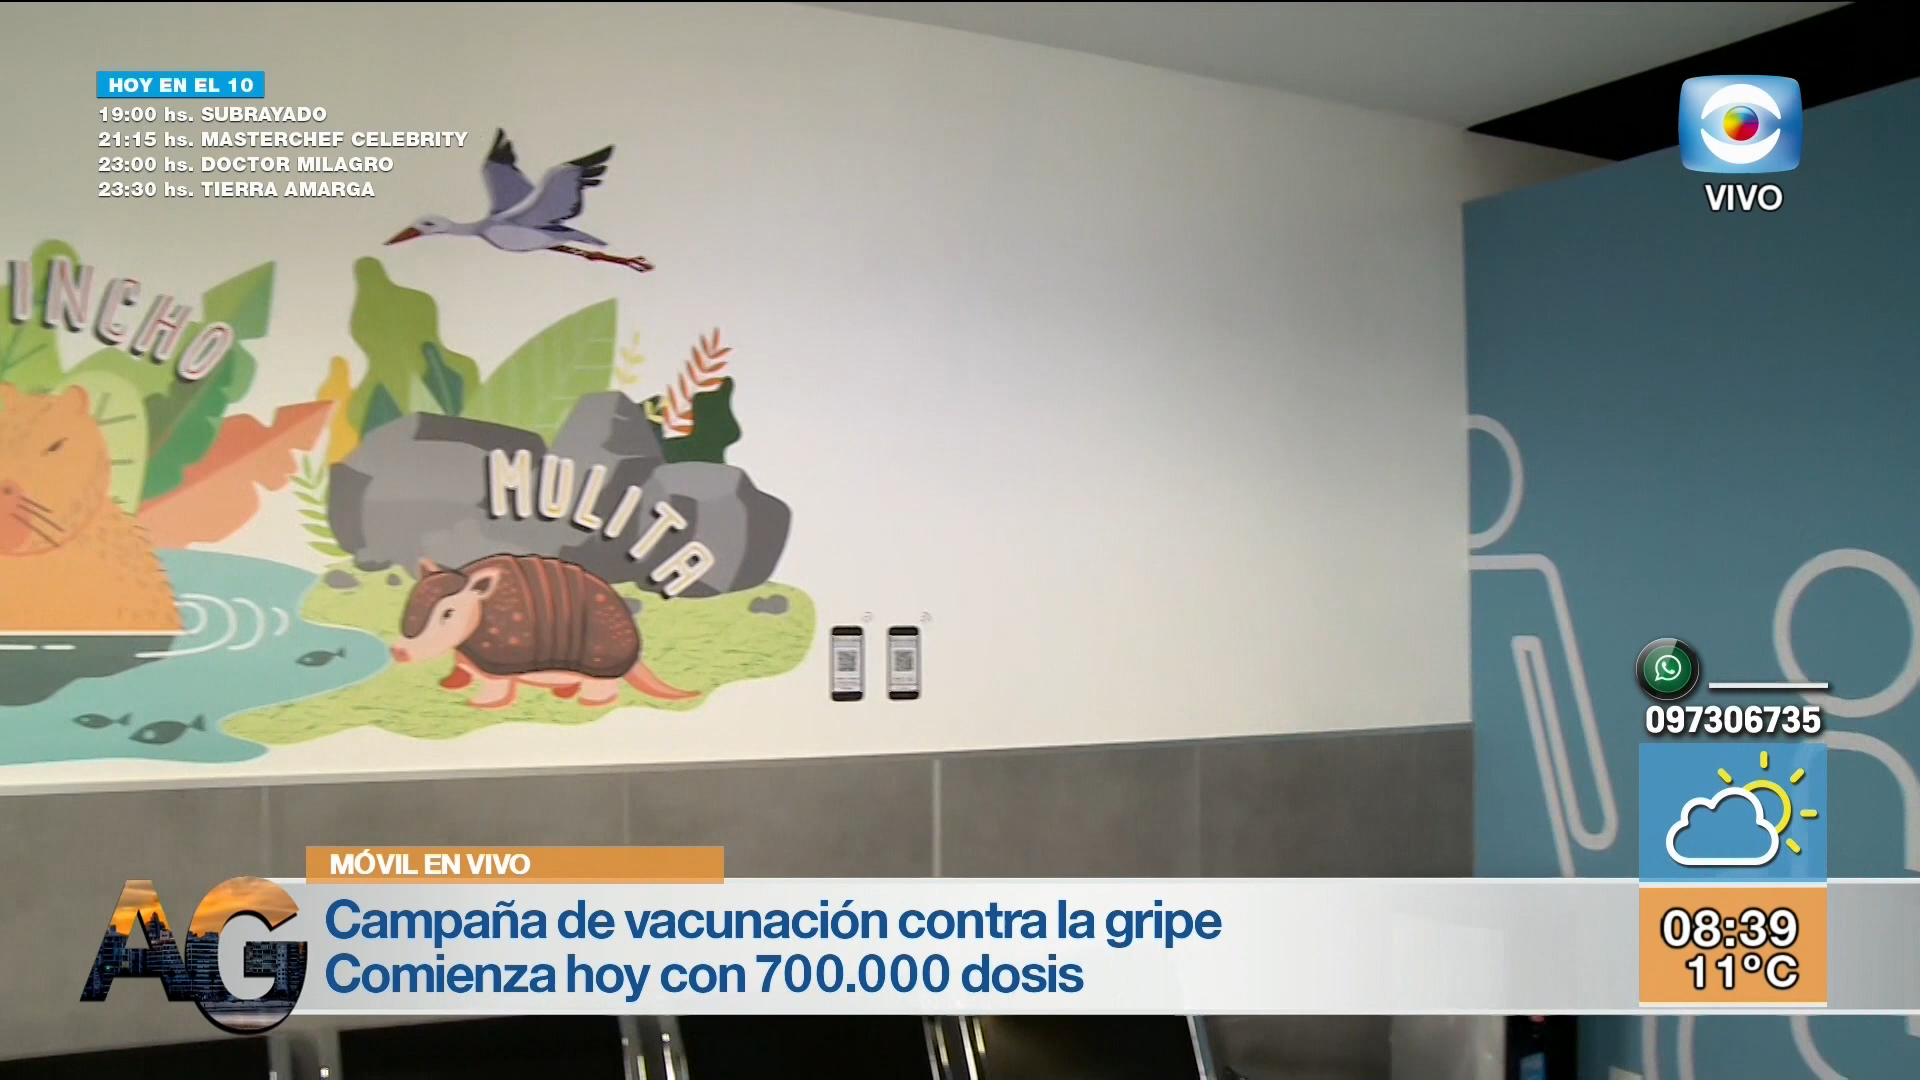 HOY EN EL 10
19:00 hs. SUBRAYADO
21:15 hs. MASTERCHEF CELEBRITY
23:00 hs. DOCTOR MILAGRO
23:30 hs. TIERRA AMARGA
VIVO
INCHO
MULITA
097306735
MÓVIL EN VIVO
AG
Campaña de vacunación contra la gripe
Comienza hoy con 700.000 dosis
08:39
11°C